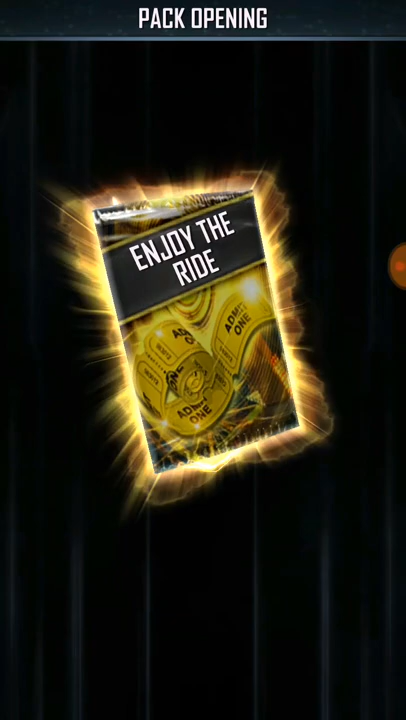 PACK OPENING
ENJOY THE
RIDE
ADMIT
ONE
ADMIT
ONE